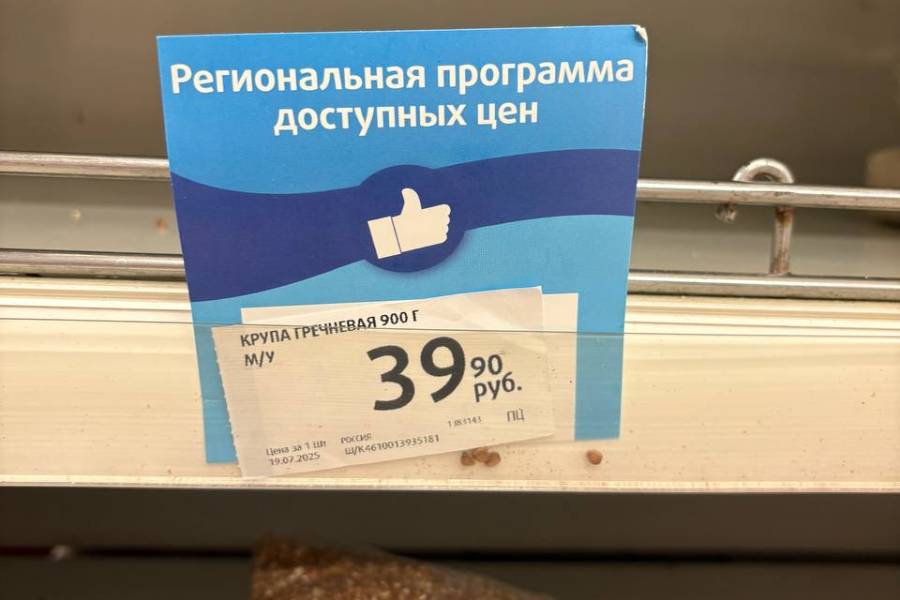 Региональная программа
доступных цен
КРУПА ГРЕЧНЕВАЯ 900 Г
М/У
39 90
руб.
1083143 ПЦ
Цена за 1 Шт РОССИЯ
19.07.2025 Ш/К4610013935181